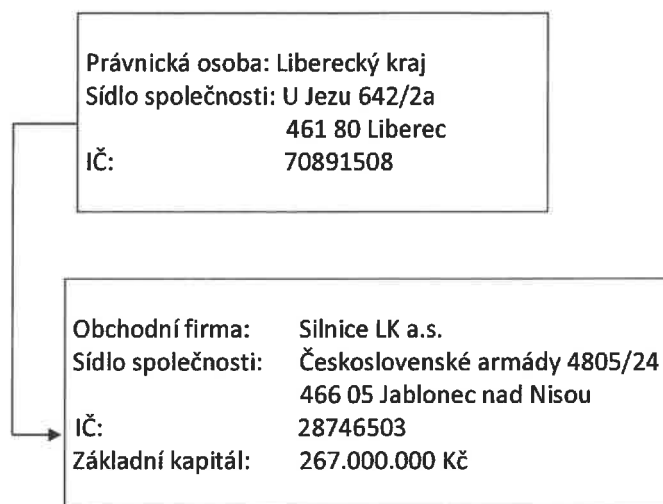 Právnická osoba: Liberecký kraj
Sídlo společnosti: U Jezu 642/2a
461 80 Liberec
IČ: 70891508
Obchodní firma: Silnice LK a.s.
Sídlo společnosti: Československé armády 4805/24
466 05 Jablonec nad Nisou
IČ: 28746503
Základní kapitál: 267.000.000 Kč